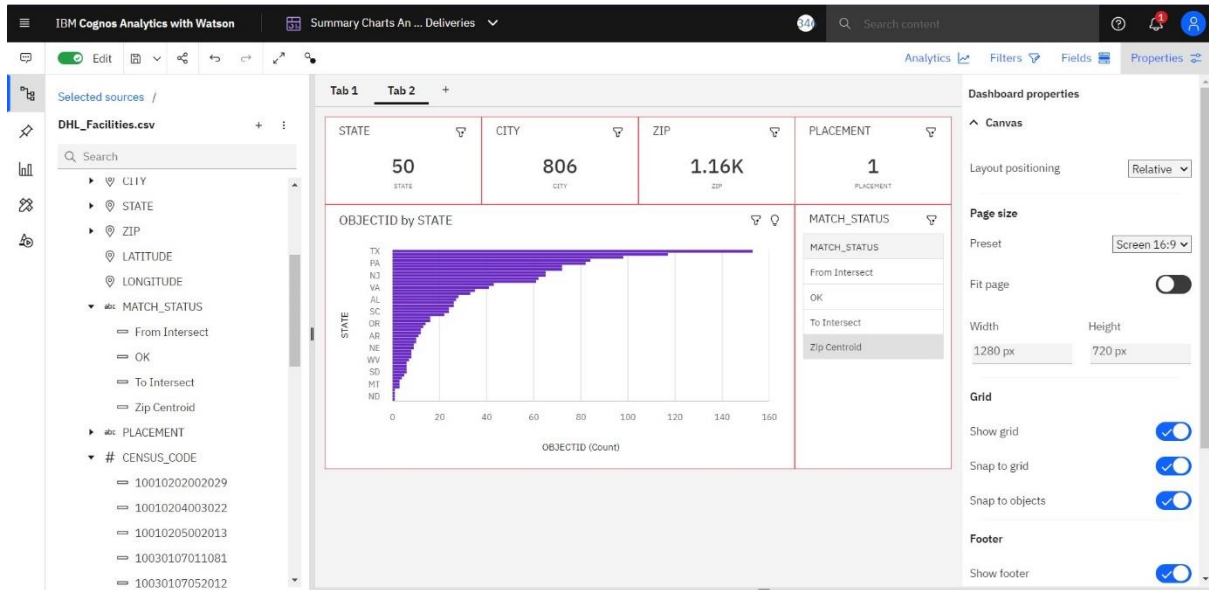 IBM Cognos Analytics with Watson
Summary Charts An ... Deliveries
Search content
1
Edit
Analytics
Filters
Fields
Properties
Selected sources /
DHL_Facilities.csv
Search
CITY
STATE
ZIP
LATITUDE
LONGITUDE
abc MATCH_STATUS
From Intersect
OK
To Intersect
Zip Centroid
abc PLACEMENT
# CENSUS_CODE
10010202002029
10010204003022
10010205002013
10030107011081
10030107052012
Tab 1 Tab 2 +
STATE
50
STATE
CITY
806
CITY
ZIP
1.16K
ZIP
PLACEMENT
1
PLACEMENT
OBJECTID by STATE
STATE
TX
PA
NJ
VA
AL
SC
OR
AR
NE
WV
SD
MT
ND
0 20 40 60 80 100 120 140 160
OBJECTID (Count)
MATCH_STATUS
MATCH_STATUS
From Intersect
OK
To Intersect
Zip Centroid
Dashboard properties
Canvas
Layout positioning Relative
Page size
Preset Screen 16:9
Fit page
Width Height
1280 px 720 px
Grid
Show grid
Snap to grid
Snap to objects
Footer
Show footer